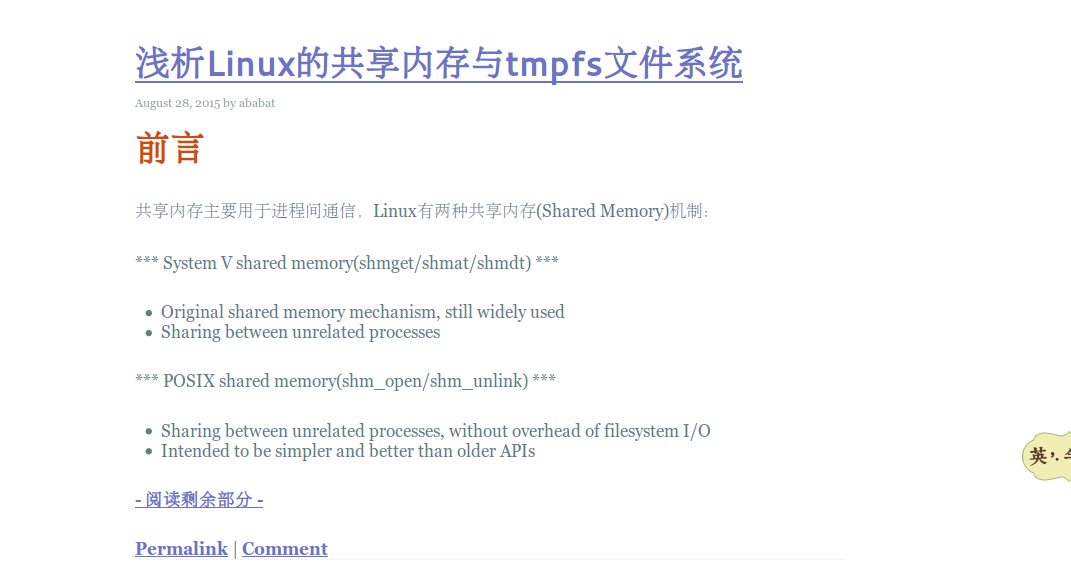 浅析Linux的共享内存与tmpfs文件系统
August 28, 2015 by ababat
前言
共享内存主要用于进程间通信，Linux有两种共享内存(Shared Memory)机制：
*** System V shared memory(shmget/shmat/shmdt) ***
Original shared memory mechanism, still widely used
Sharing between unrelated processes
*** POSIX shared memory(shm_open/shm_unlink) ***
Sharing between unrelated processes, without overhead of filesystem I/O
Intended to be simpler and better than older APIs
- 阅读剩余部分 -
Permalink | Comment
英